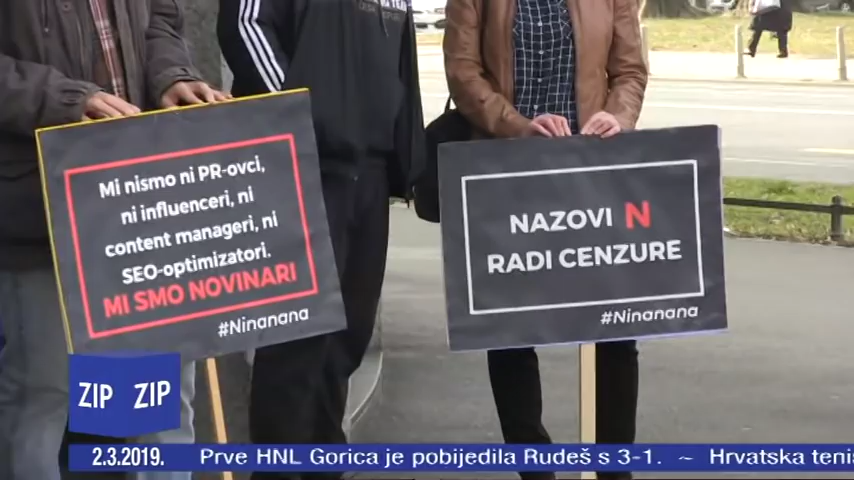 Mi nismo ni PR-ovci,
ni influenceri, ni
content manageri, ni
SEO-optimizatori.
MI SMO NOVINARI
#Ninanana
NAZOVI N
RADI CENZURE
#Ninanana
ZIP ZIP
2.3.2019. Prve HNL Gorica je pobijedila Rudeš s 3-1. ~ Hrvatska